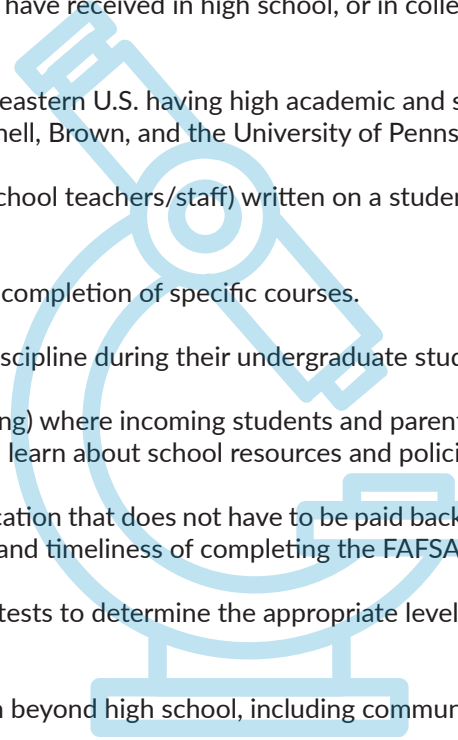 have received in high school, or in colle
eastern U.S. having high academic and s
nell, Brown, and the University of Penns
chool teachers/staff) written on a studen
completion of specific courses.
scipline during their undergraduate stud
ng) where incoming students and paren
learn about school resources and polici
cation that does not have to be paid back
and timeliness of completing the FAFSA
tests to determine the appropriate level
n beyond high school, including commun